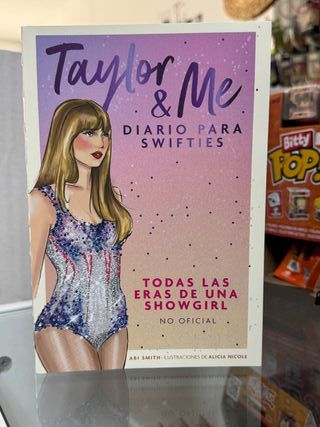 Taylor
& Me
DIARIO PARA
SWIFTIES
TODAS LAS
ERAS DE UNA
SHOWGIRL
NO OFICIAL
ABI SMITH · ILUSTRACIONES DE ALICIA NICOLE
Bitty
POP!